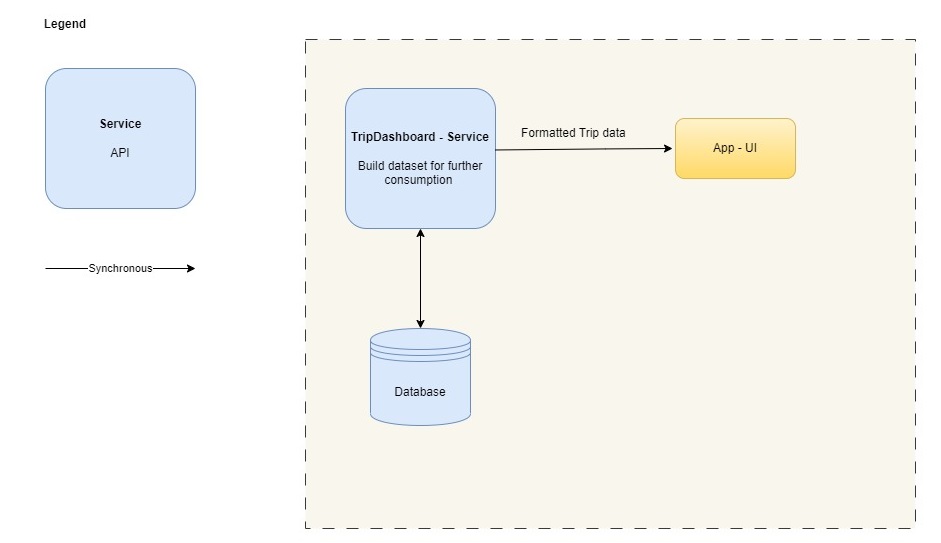 Legend
Service
API
Synchronous
TripDashboard - Service
Build dataset for further
consumption
Formatted Trip data
App - UI
Database